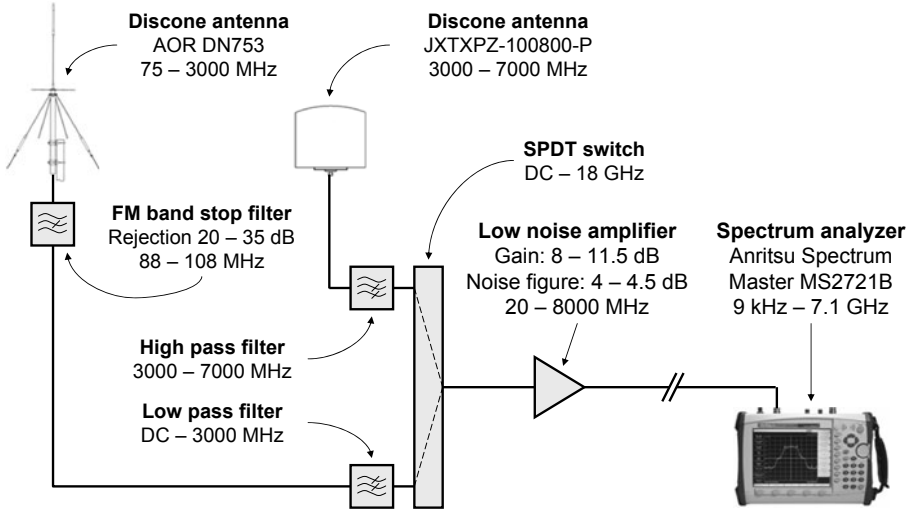 Discone antenna
AOR DN753
75 – 3000 MHz
Discone antenna
JXTXPZ-100800-P
3000 – 7000 MHz
SPDT switch
DC – 18 GHz
FM band stop filter
Rejection 20 – 35 dB
88 – 108 MHz
Low noise amplifier
Gain: 8 – 11.5 dB
Noise figure: 4 – 4.5 dB
20 – 8000 MHz
Spectrum analyzer
Anritsu Spectrum
Master MS2721B
9 kHz – 7.1 GHz
High pass filter
3000 – 7000 MHz
Low pass filter
DC – 3000 MHz